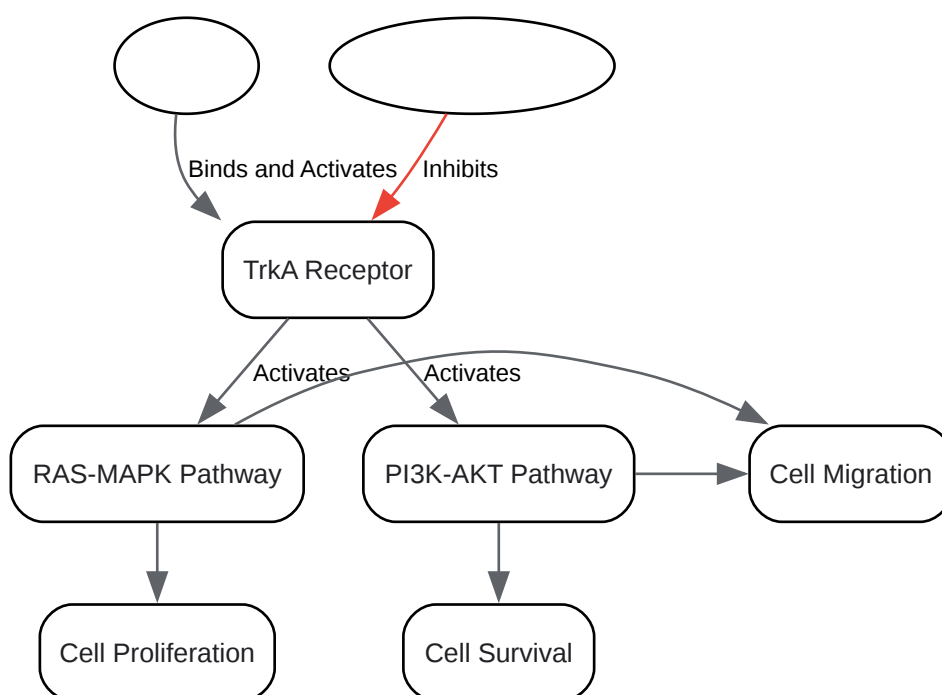 Binds and Activates
Inhibits
TrkA Receptor
Activates
Activates
RAS-MAPK Pathway
PI3K-AKT Pathway
Cell Migration
Cell Proliferation
Cell Survival